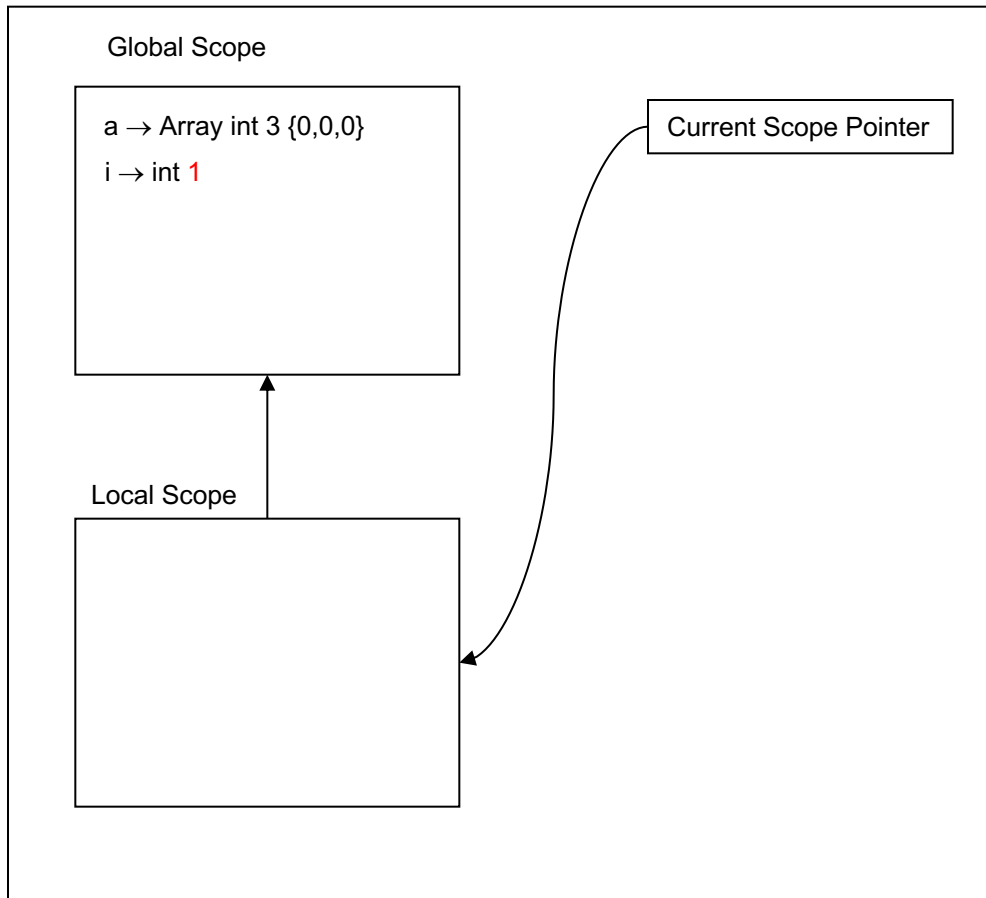 Global Scope
a → Array int 3 {0,0,0}
i → int 1
Current Scope Pointer
Local Scope